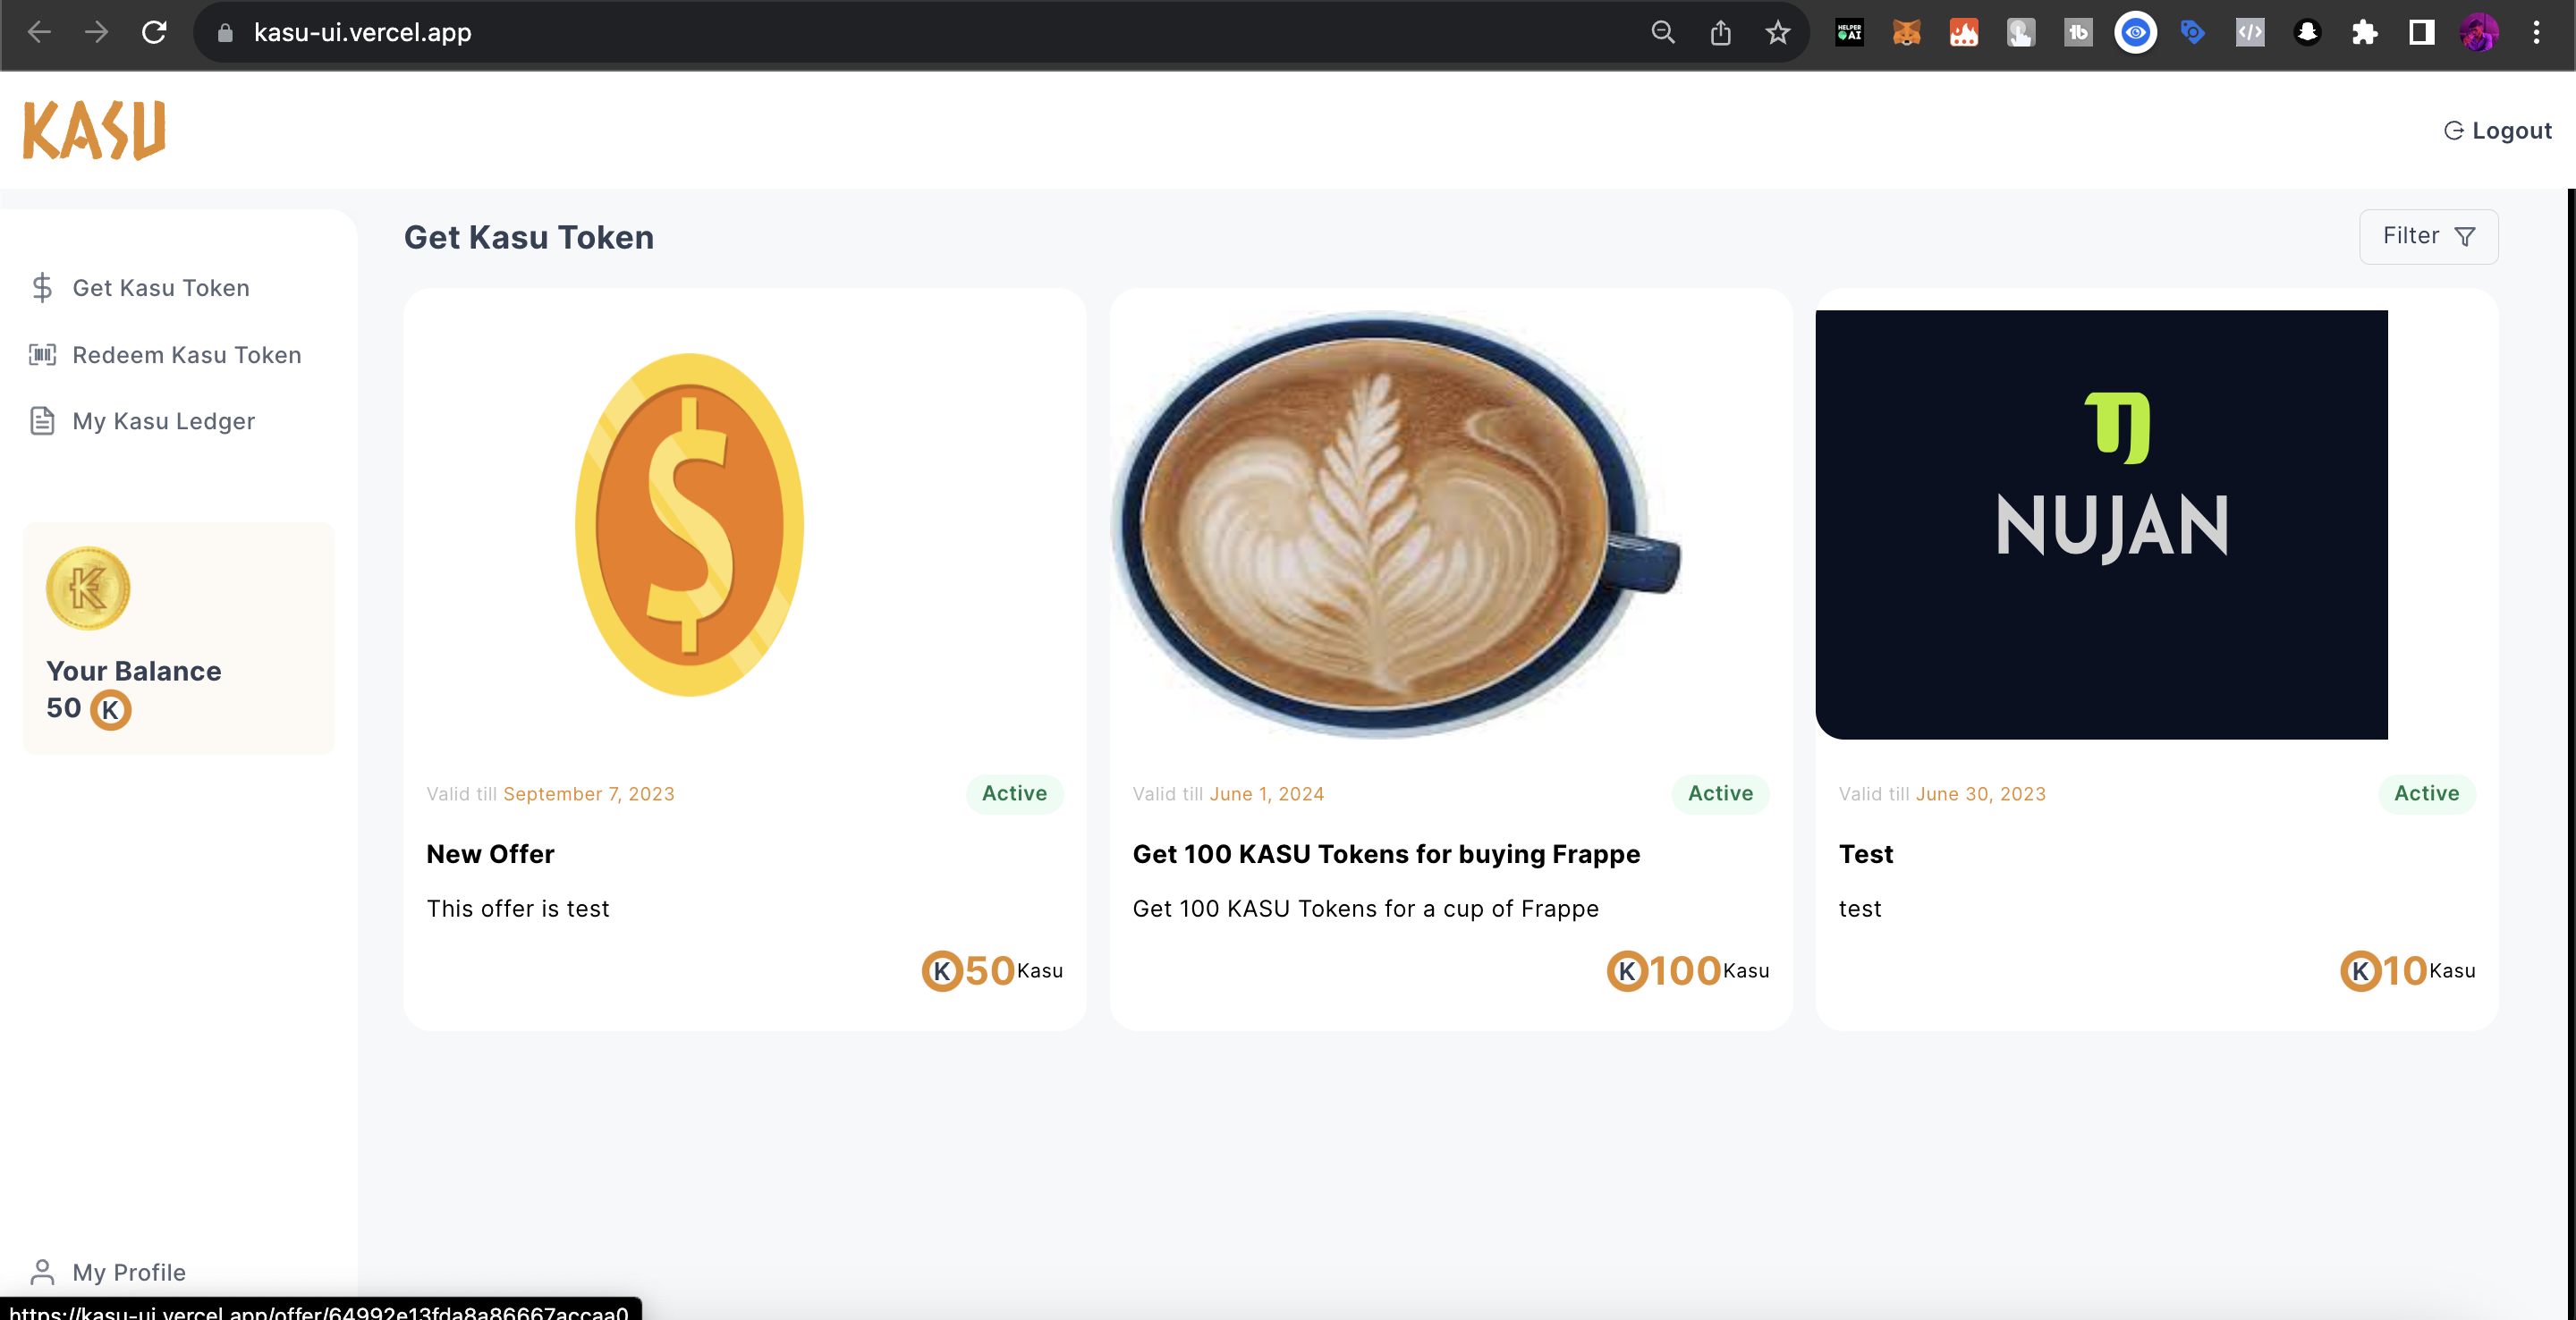 kasu-ui.vercel.app
HELPER
AI
KASU
Logout
Get Kasu Token
Redeem Kasu Token
My Kasu Ledger
K
Your Balance
50 K
My Profile
Get Kasu Token
Filter
$
Valid till September 7, 2023
Active
New Offer
This offer is test
K 50 Kasu
Valid till June 1, 2024
Active
Get 100 KASU Tokens for buying Frappe
Get 100 KASU Tokens for a cup of Frappe
K 100 Kasu
NUJAN
Valid till June 30, 2023
Active
Test
test
K 10 Kasu
https://kasu-ui.vercel.app/offer/64992e13fda8a86667accaa0